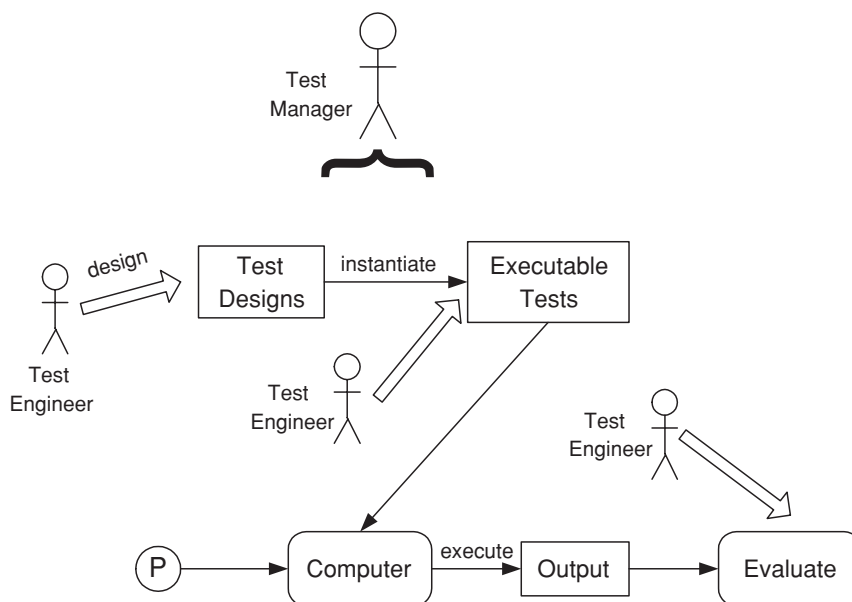 Test
Manager
design
Test
Designs
instantiate
Executable
Tests
Test
Engineer
Test
Engineer
Test
Engineer
P
Computer
execute
Output
Evaluate